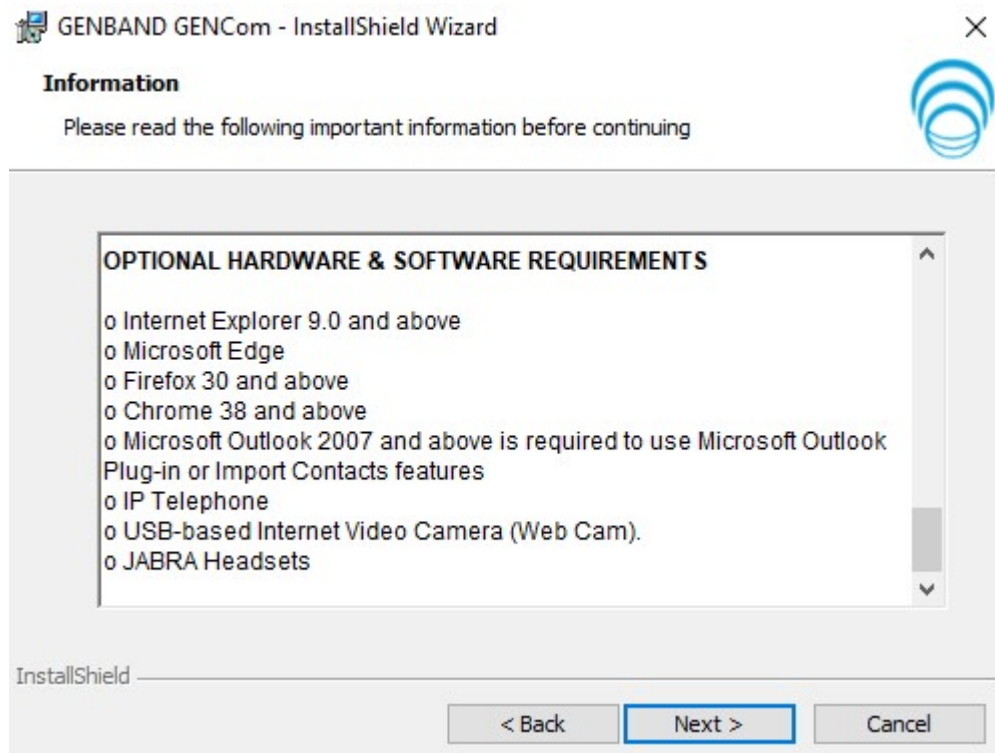 GENBAND GENCom - InstallShield Wizard
Information
Please read the following important information before continuing
OPTIONAL HARDWARE & SOFTWARE REQUIREMENTS
o Internet Explorer 9.0 and above
o Microsoft Edge
o Firefox 30 and above
o Chrome 38 and above
o Microsoft Outlook 2007 and above is required to use Microsoft Outlook
Plug-in or Import Contacts features
o IP Telephone
o USB-based Internet Video Camera (Web Cam).
o JABRA Headsets
InstallShield
< Back
Next >
Cancel